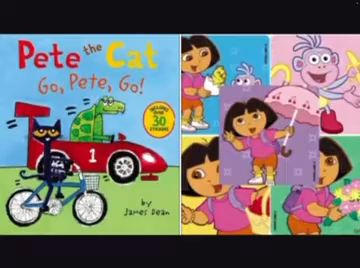 Pete the Cat
Go, Pete, Go!
INCLUDES
OVER
30
STICKERS
1
by
James Dean